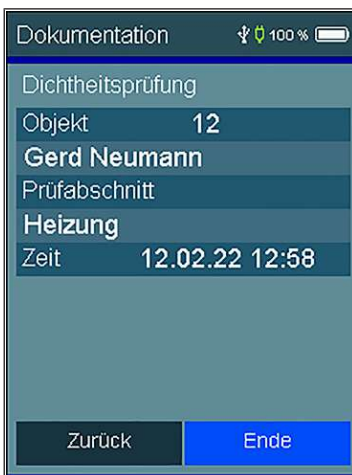 Dokumentation 100 %
Dichtheitsprüfung
Objekt 12
Gerd Neumann
Prüfabschnitt
Heizung
Zeit 12.02.22 12:58
Zurück Ende